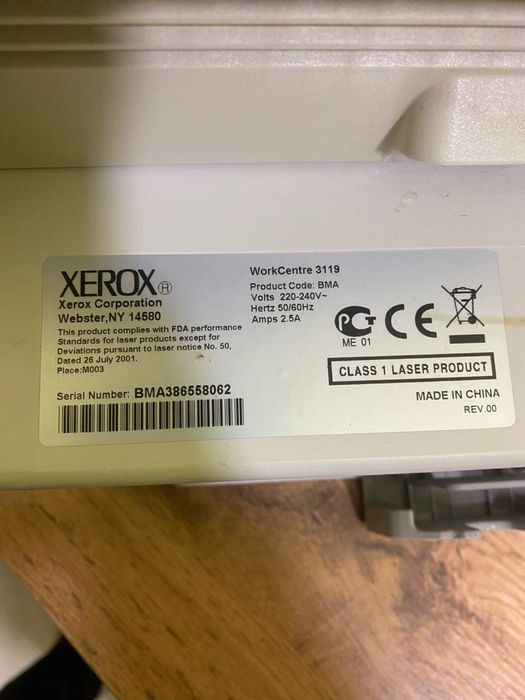 XEROX®
Xerox Corporation
Webster,NY 14580
This product complies with FDA performance
Standards for laser products except for
Deviations pursuant to laser notice No. 50,
Dated 26 July 2001.
Place:M003
Serial Number: BMA386558062
WorkCentre 3119
Product Code: BMA
Volts 220-240V~
Hertz 50/60Hz
Amps 2.5A
ME 01
CE
CLASS 1 LASER PRODUCT
MADE IN CHINA
REV.00